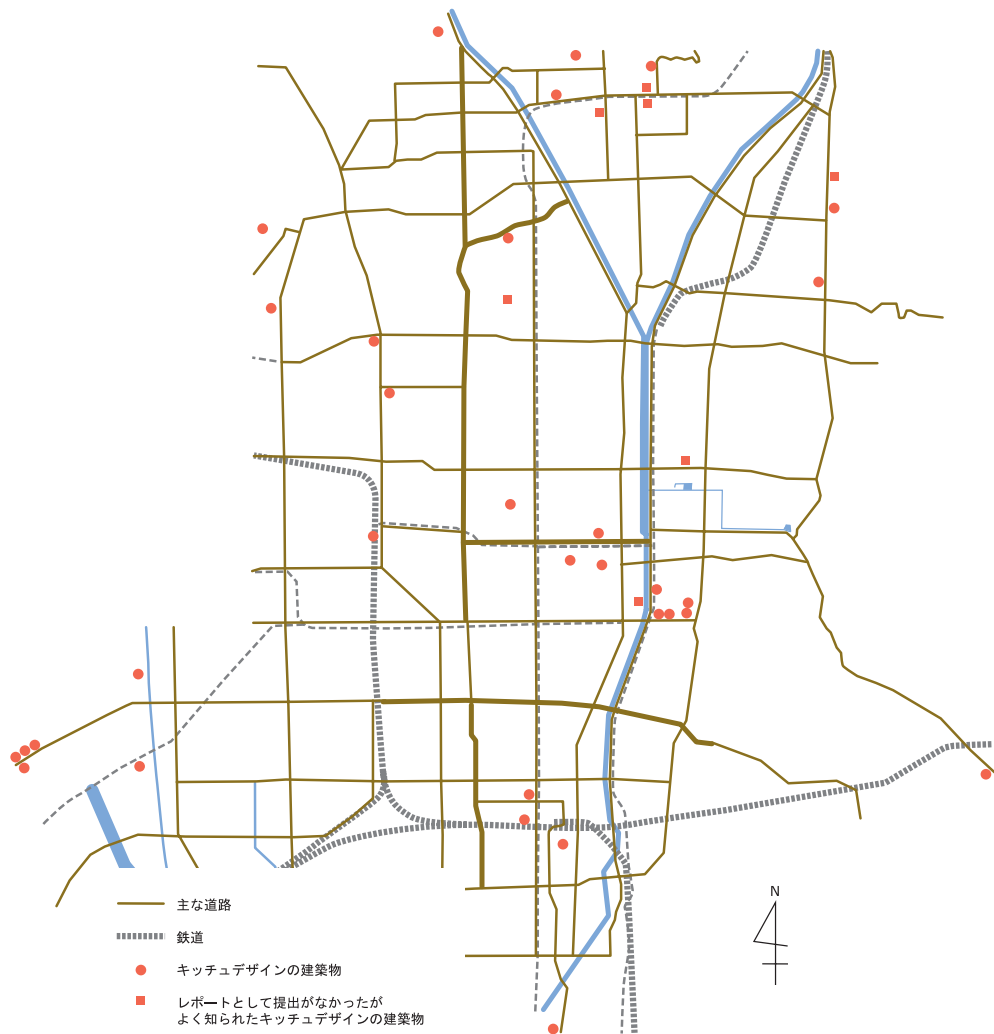 N
主な道路
鉄道
キッチュデザインの建築物
レポートとして提出がなかったが
よく知られたキッチュデザインの建築物